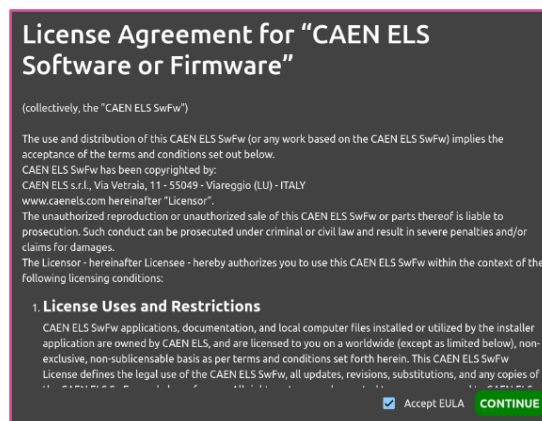 License Agreement for “CAEN ELS
Software or Firmware”
(collectively, the "CAEN ELS SwFw")
The use and distribution of this CAEN ELS SwFw (or any work based on the CAEN ELS SwFw) implies the
acceptance of the terms and conditions set out below.
CAEN ELS SwFw has been copyrighted by:
CAEN ELS s.r.l., Via Vetraia, 11 - 55049 - Viareggio (LU) - ITALY
www.caenels.com hereinafter "Licensor".
The unauthorized reproduction or unauthorized sale of this CAEN ELS SwFw or parts thereof is liable to
prosecution. Such conduct can be prosecuted under criminal or civil law and result in severe penalties and/or
claims for damages.
The Licensor - hereinafter Licensee - hereby authorizes you to use this CAEN ELS SwFw within the context of the
following licensing conditions:
1. License Uses and Restrictions
CAEN ELS SwFw applications, documentation, and local computer files installed or utilized by the installer
application are owned by CAEN ELS, and are licensed to you on a worldwide (except as limited below), non-
exclusive, non-sublicensable basis as per terms and conditions set forth herein. This CAEN ELS SwFw
License defines the legal use of the CAEN ELS SwFw, all updates, revisions, substitutions, and any copies of
Accept EULA CONTINUE